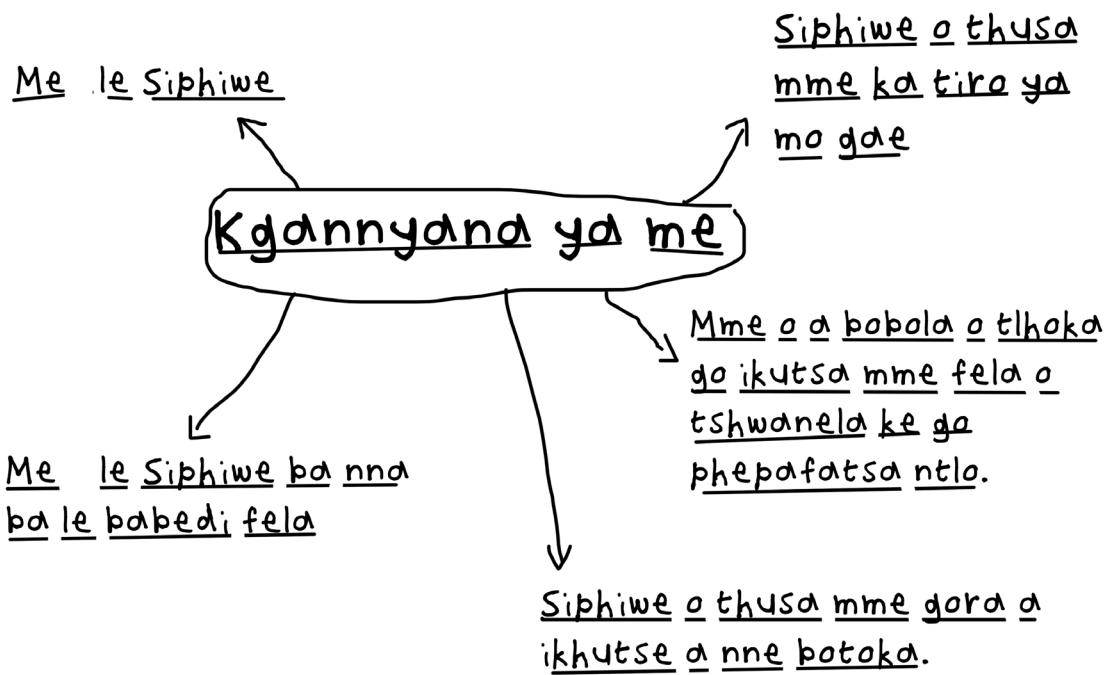 Me le Siphiwe
Siphiwe o thusa
mme ka tiro ya
mo gae
Kgannyana ya me
Mme o a bobola o tlhoka
go ikutsa mme fela o
tshwanela ke go
phepafatsa ntlo.
Me le Siphiwe ba nna
ba le babedi fela
Siphiwe o thusa mme gora a
ikhutse a nne botoka.